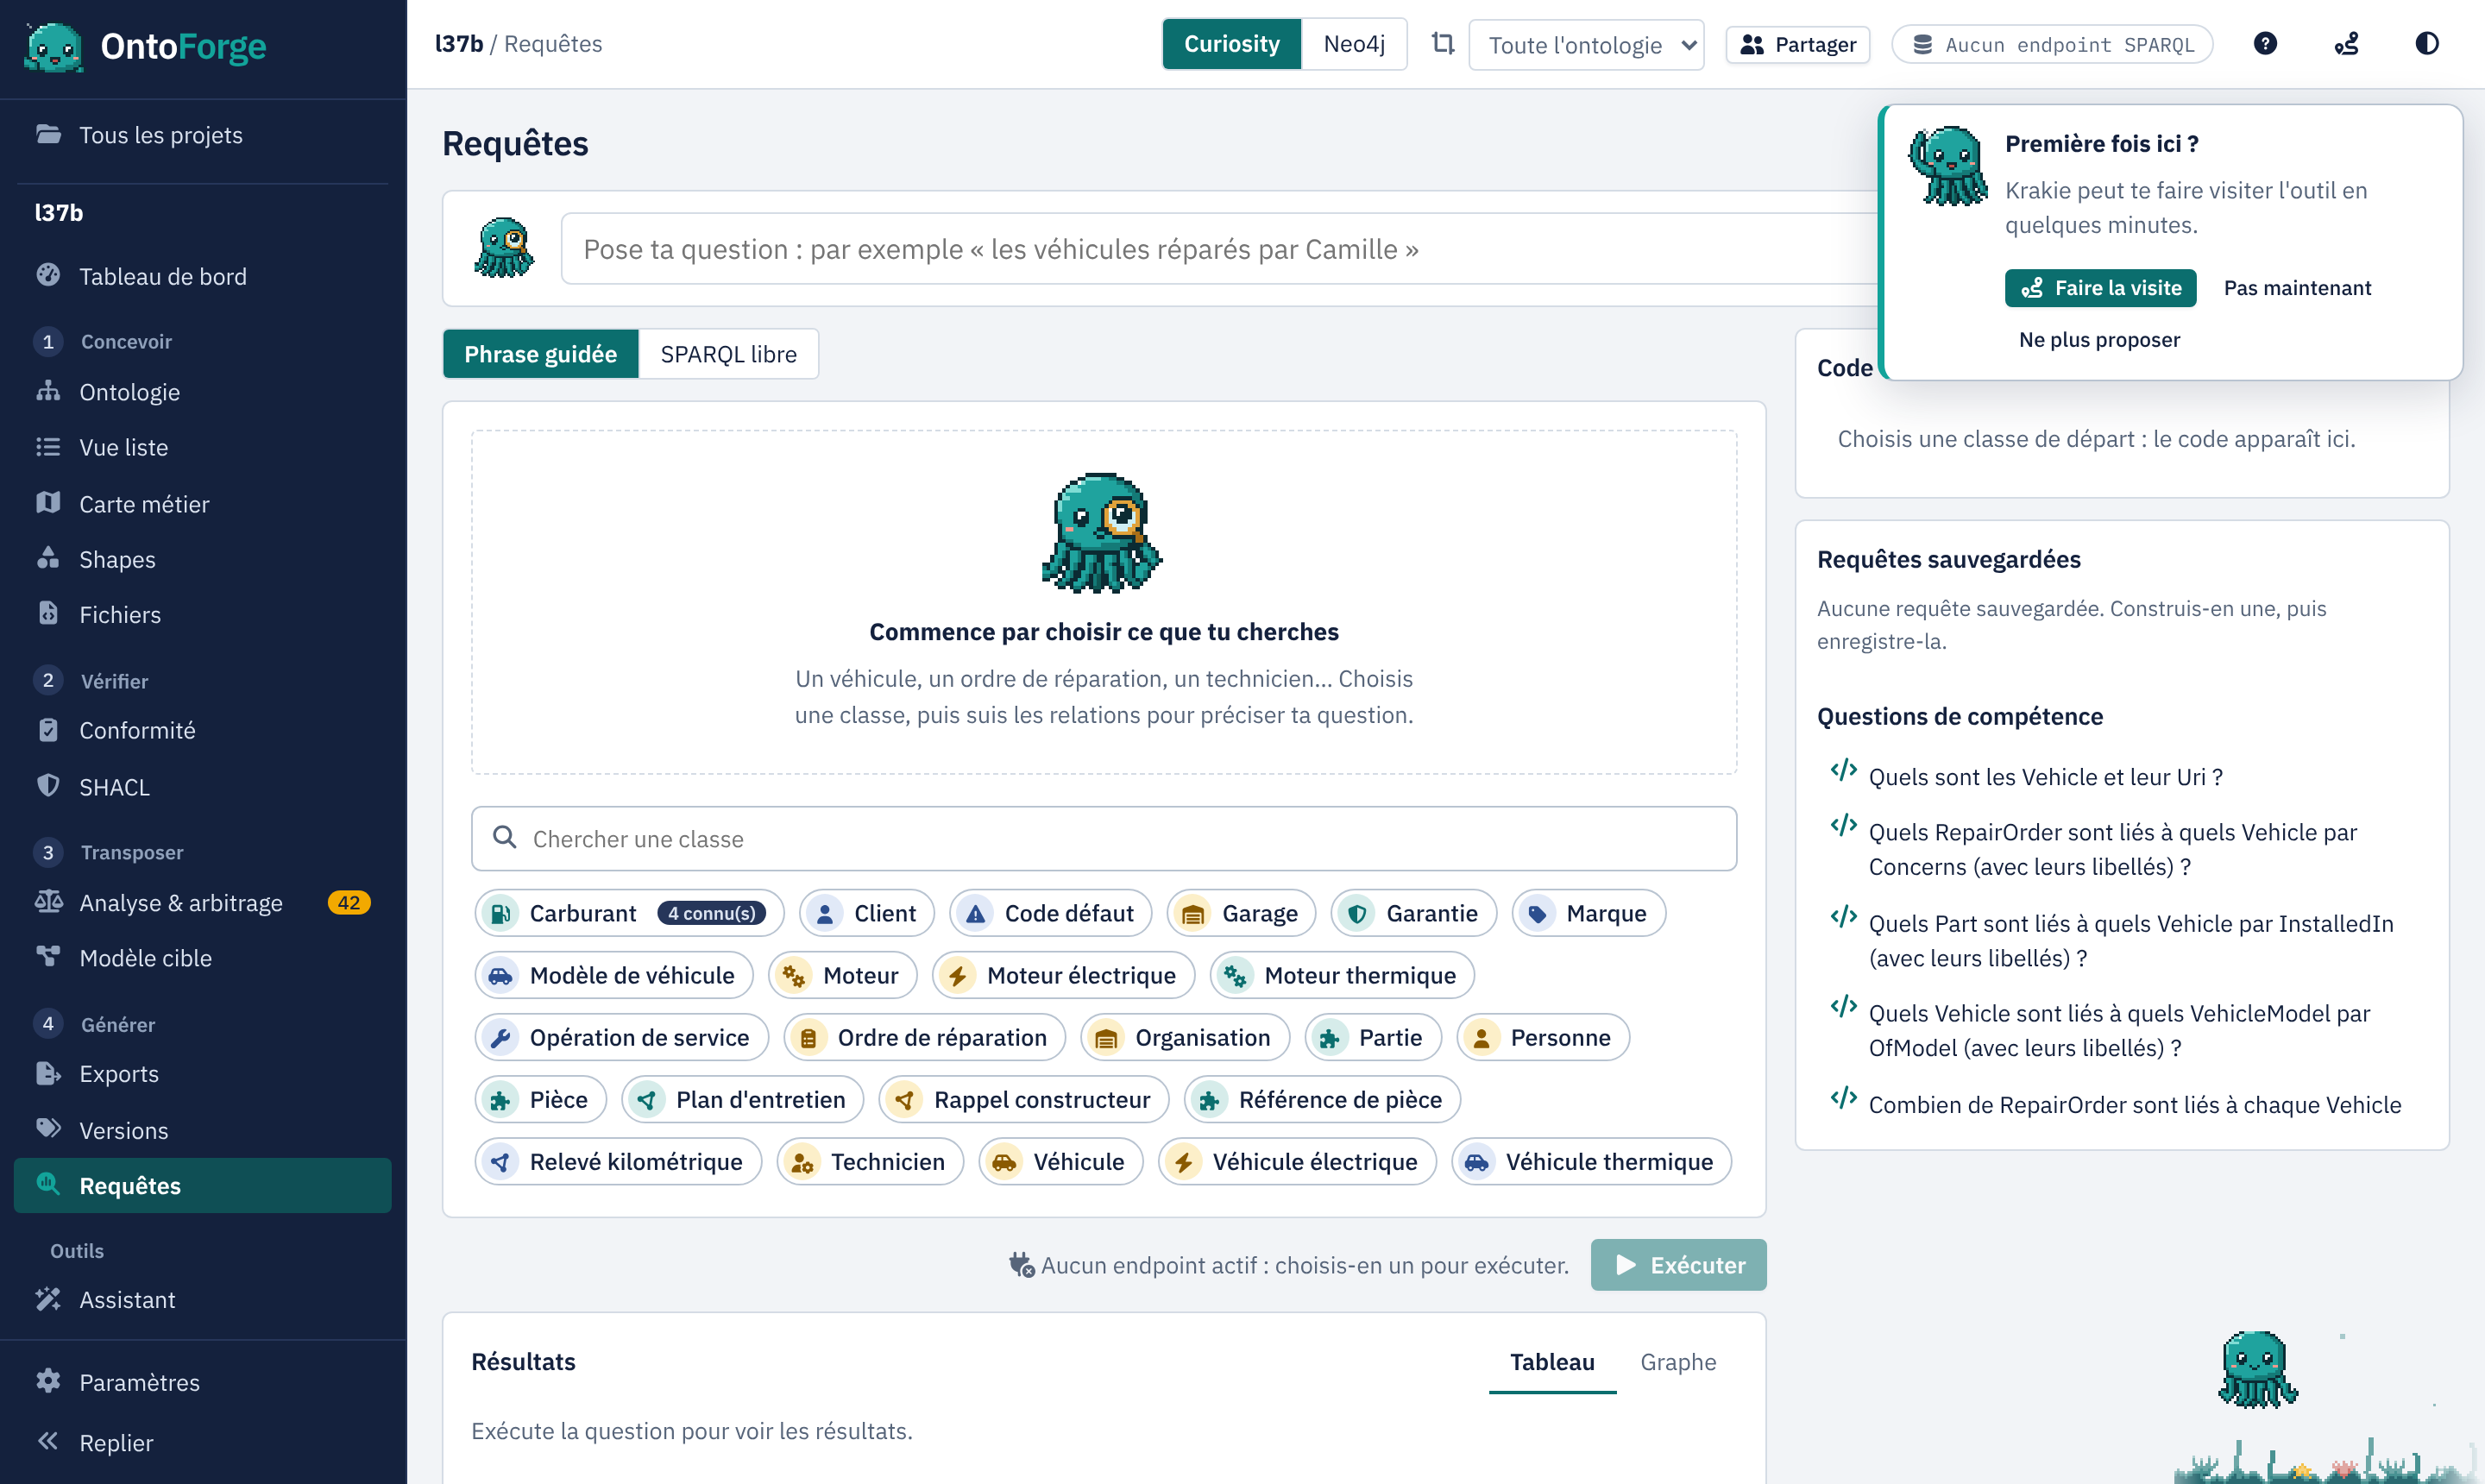 OntoForge
Tous les projets
l37b
Tableau de bord
1 Concevoir
Ontologie
Vue liste
Carte métier
Shapes
Fichiers
2 Vérifier
Conformité
SHACL
3 Transposer
Analyse & arbitrage 42
Modèle cible
4 Générer
Exports
Versions
Requêtes
Outils
Assistant
Paramètres
Replier
l37b / Requêtes
Curiosity Neo4j Toute l'ontologie Partager Aucun endpoint SPARQL ?
Première fois ici ?
Krakie peut te faire visiter l'outil en
quelques minutes.
Faire la visite Pas maintenant
Ne plus proposer
Requêtes
Pose ta question : par exemple « les véhicules réparés par Camille »
Phrase guidée SPARQL libre
Commence par choisir ce que tu cherches
Un véhicule, un ordre de réparation, un technicien... Choisis
une classe, puis suis les relations pour préciser ta question.
Chercher une classe
Carburant 4 connu(s) Client Code défaut Garage Garantie Marque
Modèle de véhicule Moteur Moteur électrique Moteur thermique
Opération de service Ordre de réparation Organisation Partie Personne
Pièce Plan d'entretien Rappel constructeur Référence de pièce
Relevé kilométrique Technicien Véhicule Véhicule électrique Véhicule thermique
Aucun endpoint actif : choisis-en un pour exécuter. Exécuter
Résultats Tableau Graphe
Exécute la question pour voir les résultats.
Code
Choisis une classe de départ : le code apparaît ici.
Requêtes sauvegardées
Aucune requête sauvegardée. Construis-en une, puis
enregistre-la.
Questions de compétence
Quels sont les Vehicle et leur Uri ?
Quels RepairOrder sont liés à quels Vehicle par
Concerns (avec leurs libellés) ?
Quels Part sont liés à quels Vehicle par InstalledIn
(avec leurs libellés) ?
Quels Vehicle sont liés à quels VehicleModel par
OfModel (avec leurs libellés) ?
Combien de RepairOrder sont liés à chaque Vehicle